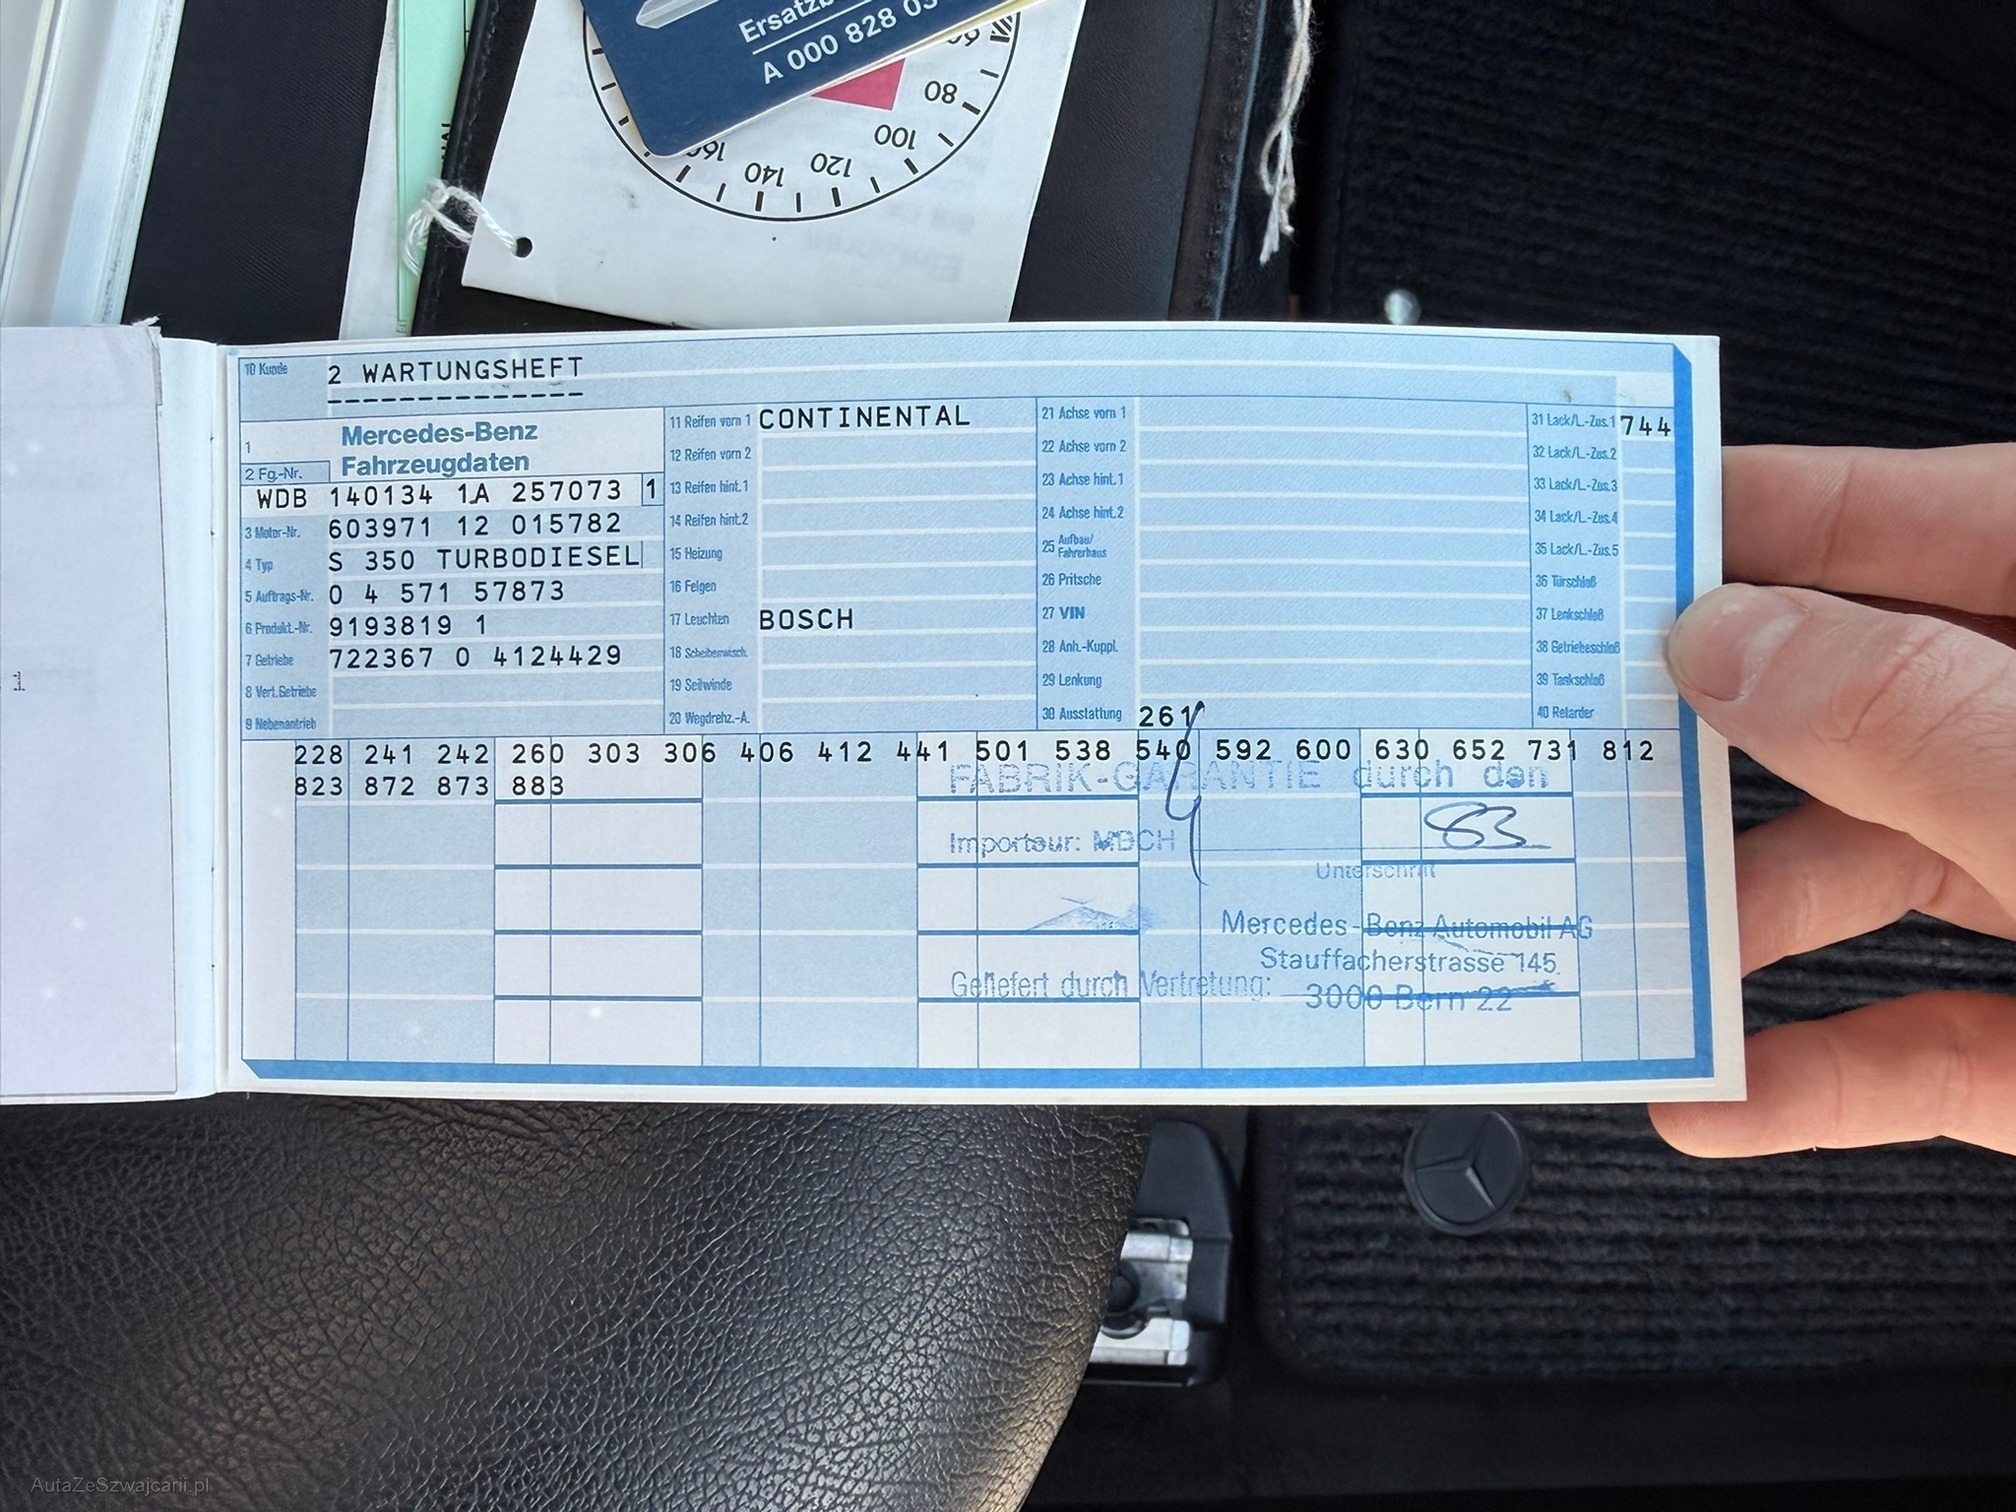 Ersatzb
A 000 828 05
60
80
100
120
140
160
10 Kunde 2 WARTUNGSHEFT
--------------
1 Mercedes-Benz
Fahrzeugdaten
2 Fg.-Nr.
WDB 140134 1A 257073 1
3 Motor-Nr. 603971 12 015782
4 Typ S 350 TURBODIESEL
5 Auftrags-Nr. 0 4 571 57873
6 Produkt.-Nr. 9193819 1
7 Getriebe 722367 0 4124429
8 Vert.Getriebe
9 Nebenantrieb
11 Reifen vorn 1 CONTINENTAL
12 Reifen vorn 2
13 Reifen hint.1
14 Reifen hint.2
15 Heizung
16 Felgen
17 Leuchten BOSCH
18 Scheibenwisch.
19 Seilwinde
20 Wegdrehz.-A.
21 Achse vorn 1
22 Achse vorn 2
23 Achse hint.1
24 Achse hint.2
25 Aufbau/
Fahrerhaus
26 Pritsche
27 VIN
28 Anh.-Kuppl.
29 Lenkung
30 Ausstattung 261
31 Lack/L.-Zus.1 744
32 Lack/L.-Zus.2
33 Lack/L.-Zus.3
34 Lack/L.-Zus.4
35 Lack/L.-Zus.5
36 Türschloß
37 Lenkschloß
38 Getriebeschloß
39 Tankschloß
40 Retarder
228 241 242 260 303 306 406 412 441 501 538 540 592 600 630 652 731 812
823 872 873 883
FABRIK-GARANTIE durch den
Importeur: MBCH
Unterschrift
Mercedes-Benz Automobil AG
Stauffacherstrasse 145
Geliefert durch Vertretung: 3000 Bern 22
1
AutaZeSzwajcarii.pl